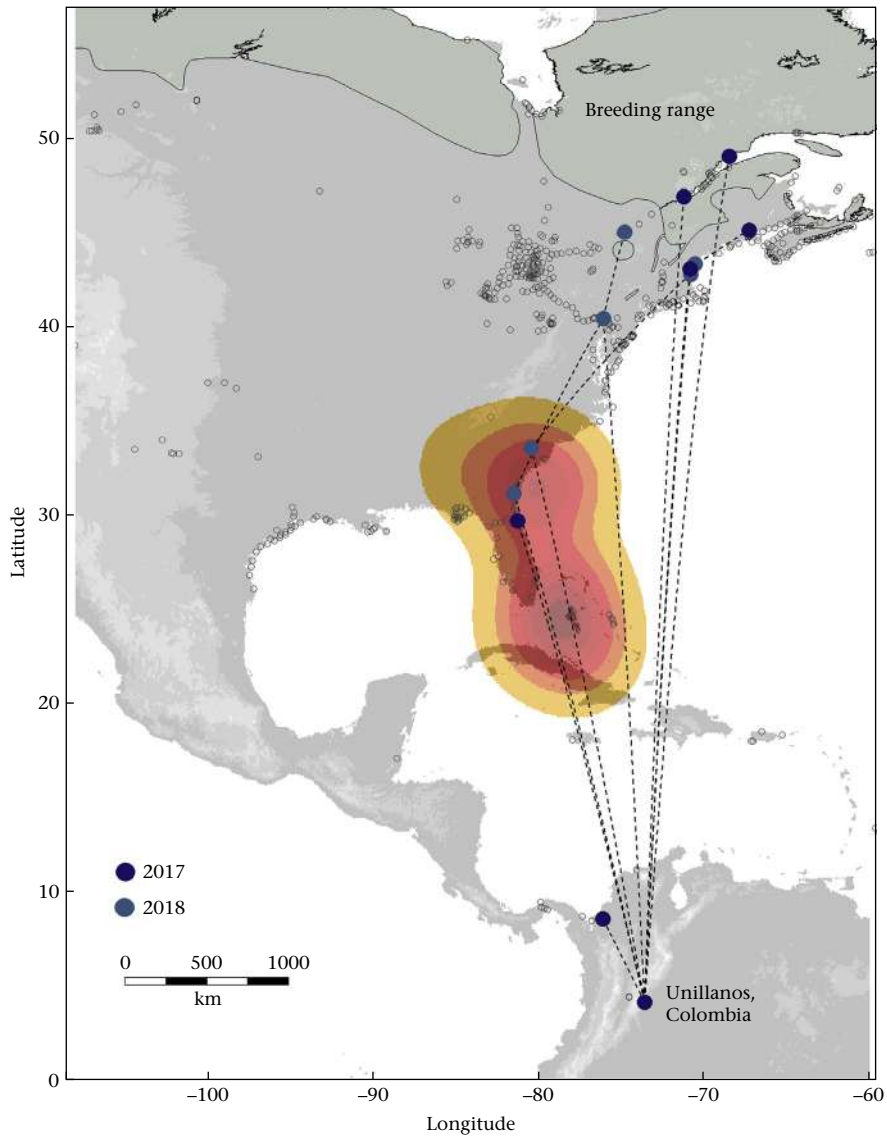 Breeding range
50
40
30
20
10
0
Latitude
2017
2018
0 500 1000
km
Unillanos,
Colombia
–100 –90 –80 –70 –60
Longitude